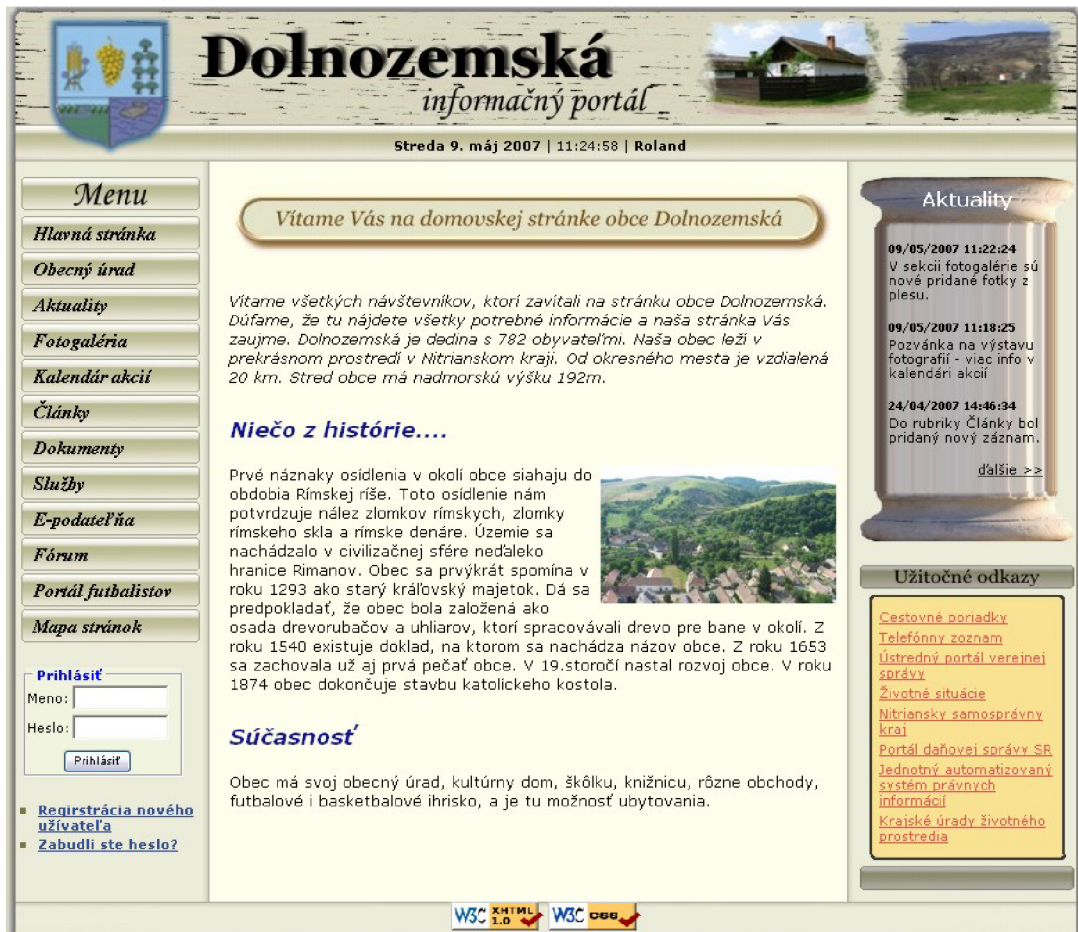 Dolnozemská
informačný portál
Streda 9. máj 2007 | 11:24:58 | Roland
Menu
Hlavná stránka
Obecný úrad
Aktuality
Fotogaléria
Kalendár akcií
Články
Dokumenty
Služby
E-podateľňa
Fórum
Portál futbalistov
Mapa stránok
Prihlásiť
Meno:
Heslo:
Prihlásiť
Regirstrácia nového
užívateľa
Zabudli ste heslo?
Vítame Vás na domovskej stránke obce Dolnozemská
Vítame všetkých návštevníkov, ktorí zavítali na stránku obce Dolnozemská.
Dúfame, že tu nájdete všetky potrebné informácie a naša stránka Vás
zaujme. Dolnozemská je dedina s 782 obyvateľmi. Naša obec leží v
prekrásnom prostredí v Nitrianskom kraji. Od okresného mesta je vzdialená
20 km. Stred obce má nadmorskú výšku 192m.
Niečo z histórie....
Prvé náznaky osídlenia v okolí obce siahaju do
obdobia Rímskej ríše. Toto osídlenie nám
potvrdzuje nález zlomkov rímskych, zlomky
rímskeho skla a rímske denáre. Územie sa
nachádzalo v civilizačnej sfére neďaleko
hranice Rimanov. Obec sa prvýkrát spomína v
roku 1293 ako starý kráľovský majetok. Dá sa
predpokladať, že obec bola založená ako
osada drevorubačov a uhliarov, ktorí spracovávali drevo pre bane v okolí. Z
roku 1540 existuje doklad, na ktorom sa nachádza názov obce. Z roku 1653
sa zachovala už aj prvá pečať obce. V 19.storočí nastal rozvoj obce. V roku
1874 obec dokončuje stavbu katolíckeho kostola.
Súčasnosť
Obec má svoj obecný úrad, kultúrny dom, škôlku, knižnicu, rôzne obchody,
futbalové i basketbalové ihrisko, a je tu možnosť ubytovania.
Aktuality
09/05/2007 11:22:24
V sekcii fotogalérie sú
nové pridané fotky z
plesu.
09/05/2007 11:18:25
Pozvánka na výstavu
fotografií - viac info v
kalendári akcií
24/04/2007 14:46:34
Do rubriky Články bol
pridaný nový záznam.
ďalšie >>
Užitočné odkazy
Cestovné poriadky
Telefónny zoznam
Ústredný portál verejnej
správy
Životné situácie
Nitriansky samosprávny
kraj
Portál daňovej správy SR
Jednotný automatizovaný
systém právnych
informácií
Krajské úrady životného
prostredia
W3C XHTML 1.0
W3C css